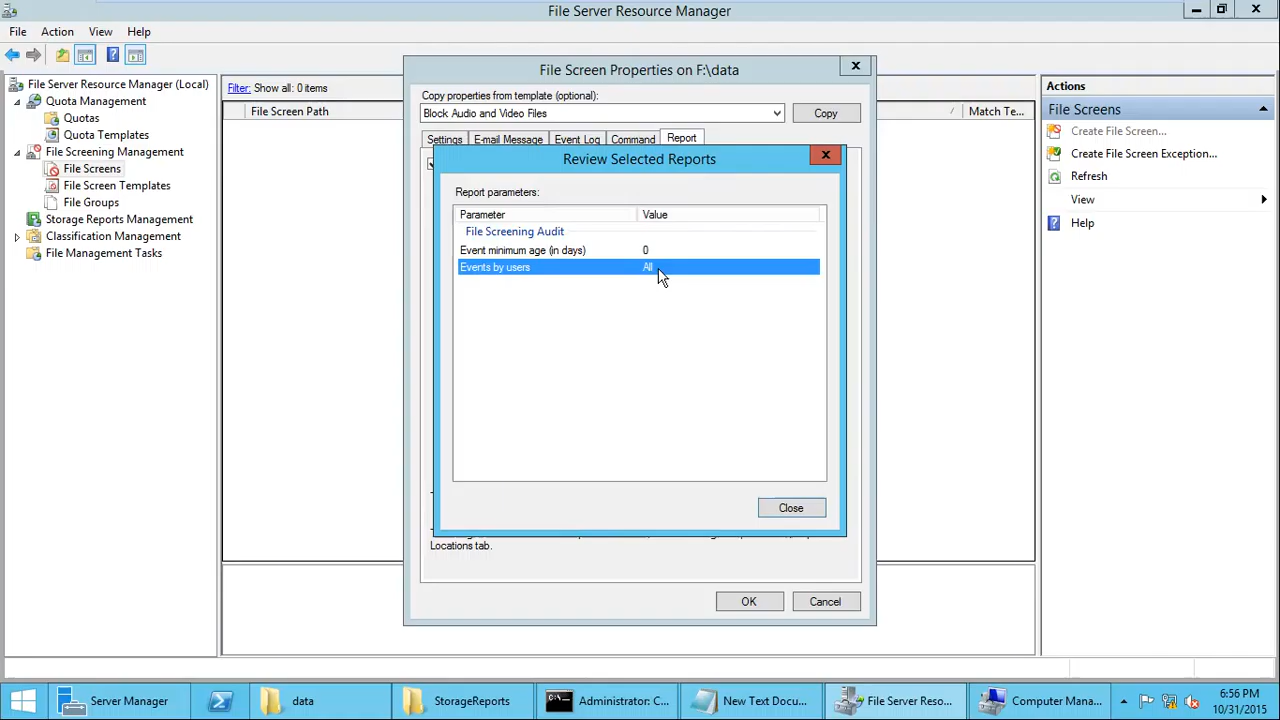 File Server Resource Manager
File Action View Help
File Server Resource Manager (Local)
Quota Management
Quotas
Quota Templates
File Screening Management
File Screens
File Screen Templates
File Groups
Storage Reports Management
Classification Management
File Management Tasks
Filter: Show all: 0 items
File Screen Path
Match Te...
File Screen Properties on F:\data
Copy properties from template (optional):
Block Audio and Video Files
Copy
Settings E-mail Message Event Log Command Report
Review Selected Reports
Report parameters:
Parameter Value
File Screening Audit
Event minimum age (in days) 0
Events by users All
Close
Locations tab.
OK Cancel
Actions
File Screens
Create File Screen...
Create File Screen Exception...
Refresh
View
Help
Server Manager
data
StorageReports
Administrator: C...
New Text Docu...
File Server Reso...
Computer Mana...
6:56 PM
10/31/2015